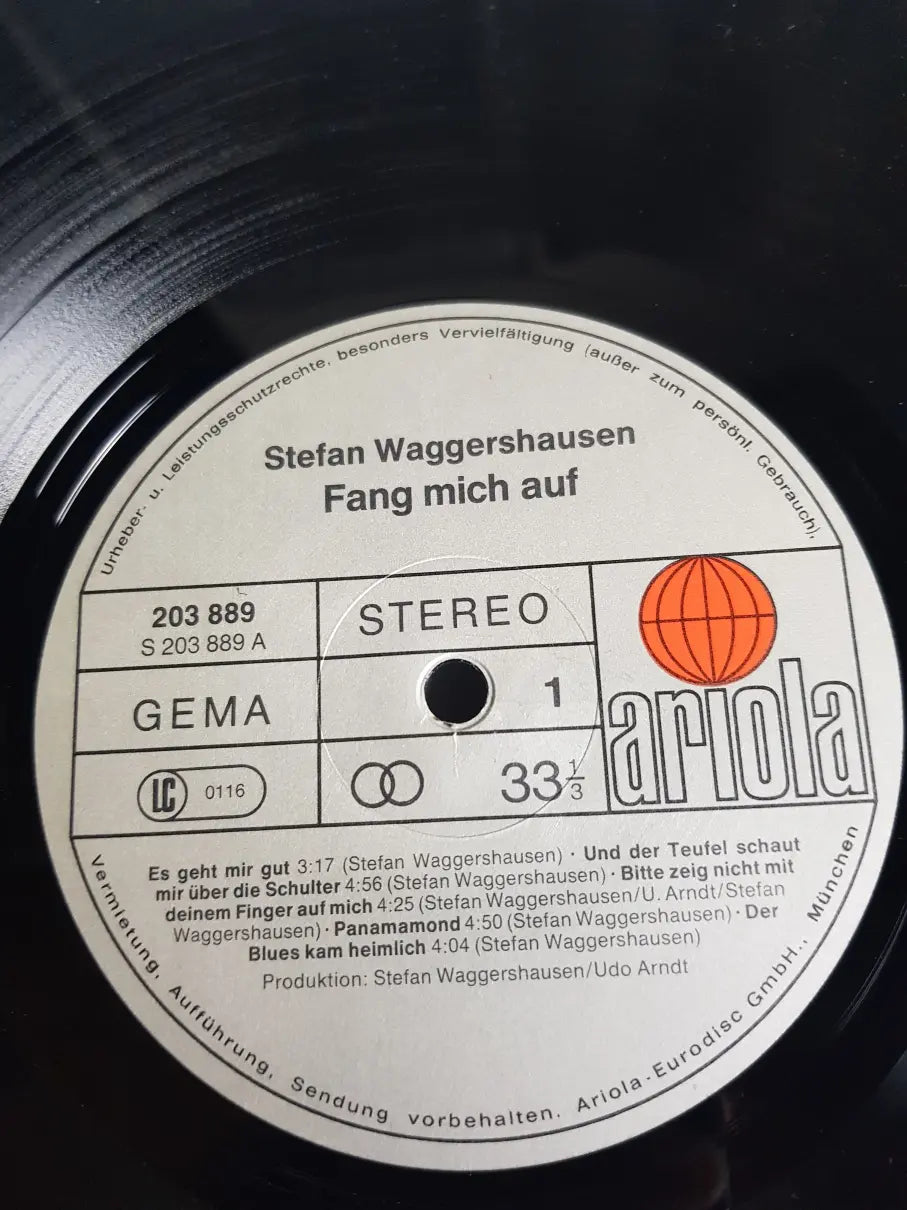 Urheber- u. Leistungsschutzrechte, besonders Vervielfältigung (außer zum persönl. Gebrauch),
Stefan Waggershausen
Fang mich auf
203 889
S 203 889 A
STEREO
GEMA
1
LC 0116
33 1/3
ariola
Es geht mir gut 3:17 (Stefan Waggershausen) · Und der Teufel schaut
mir über die Schulter 4:56 (Stefan Waggershausen) · Bitte zeig nicht mit
deinem Finger auf mich 4:25 (Stefan Waggershausen/U. Arndt/Stefan
Waggershausen) · Panamamond 4:50 (Stefan Waggershausen) · Der
Blues kam heimlich 4:04 (Stefan Waggershausen)
Produktion: Stefan Waggershausen/Udo Arndt
Vermietung, Aufführung, Sendung vorbehalten. Ariola-Eurodisc GmbH., München